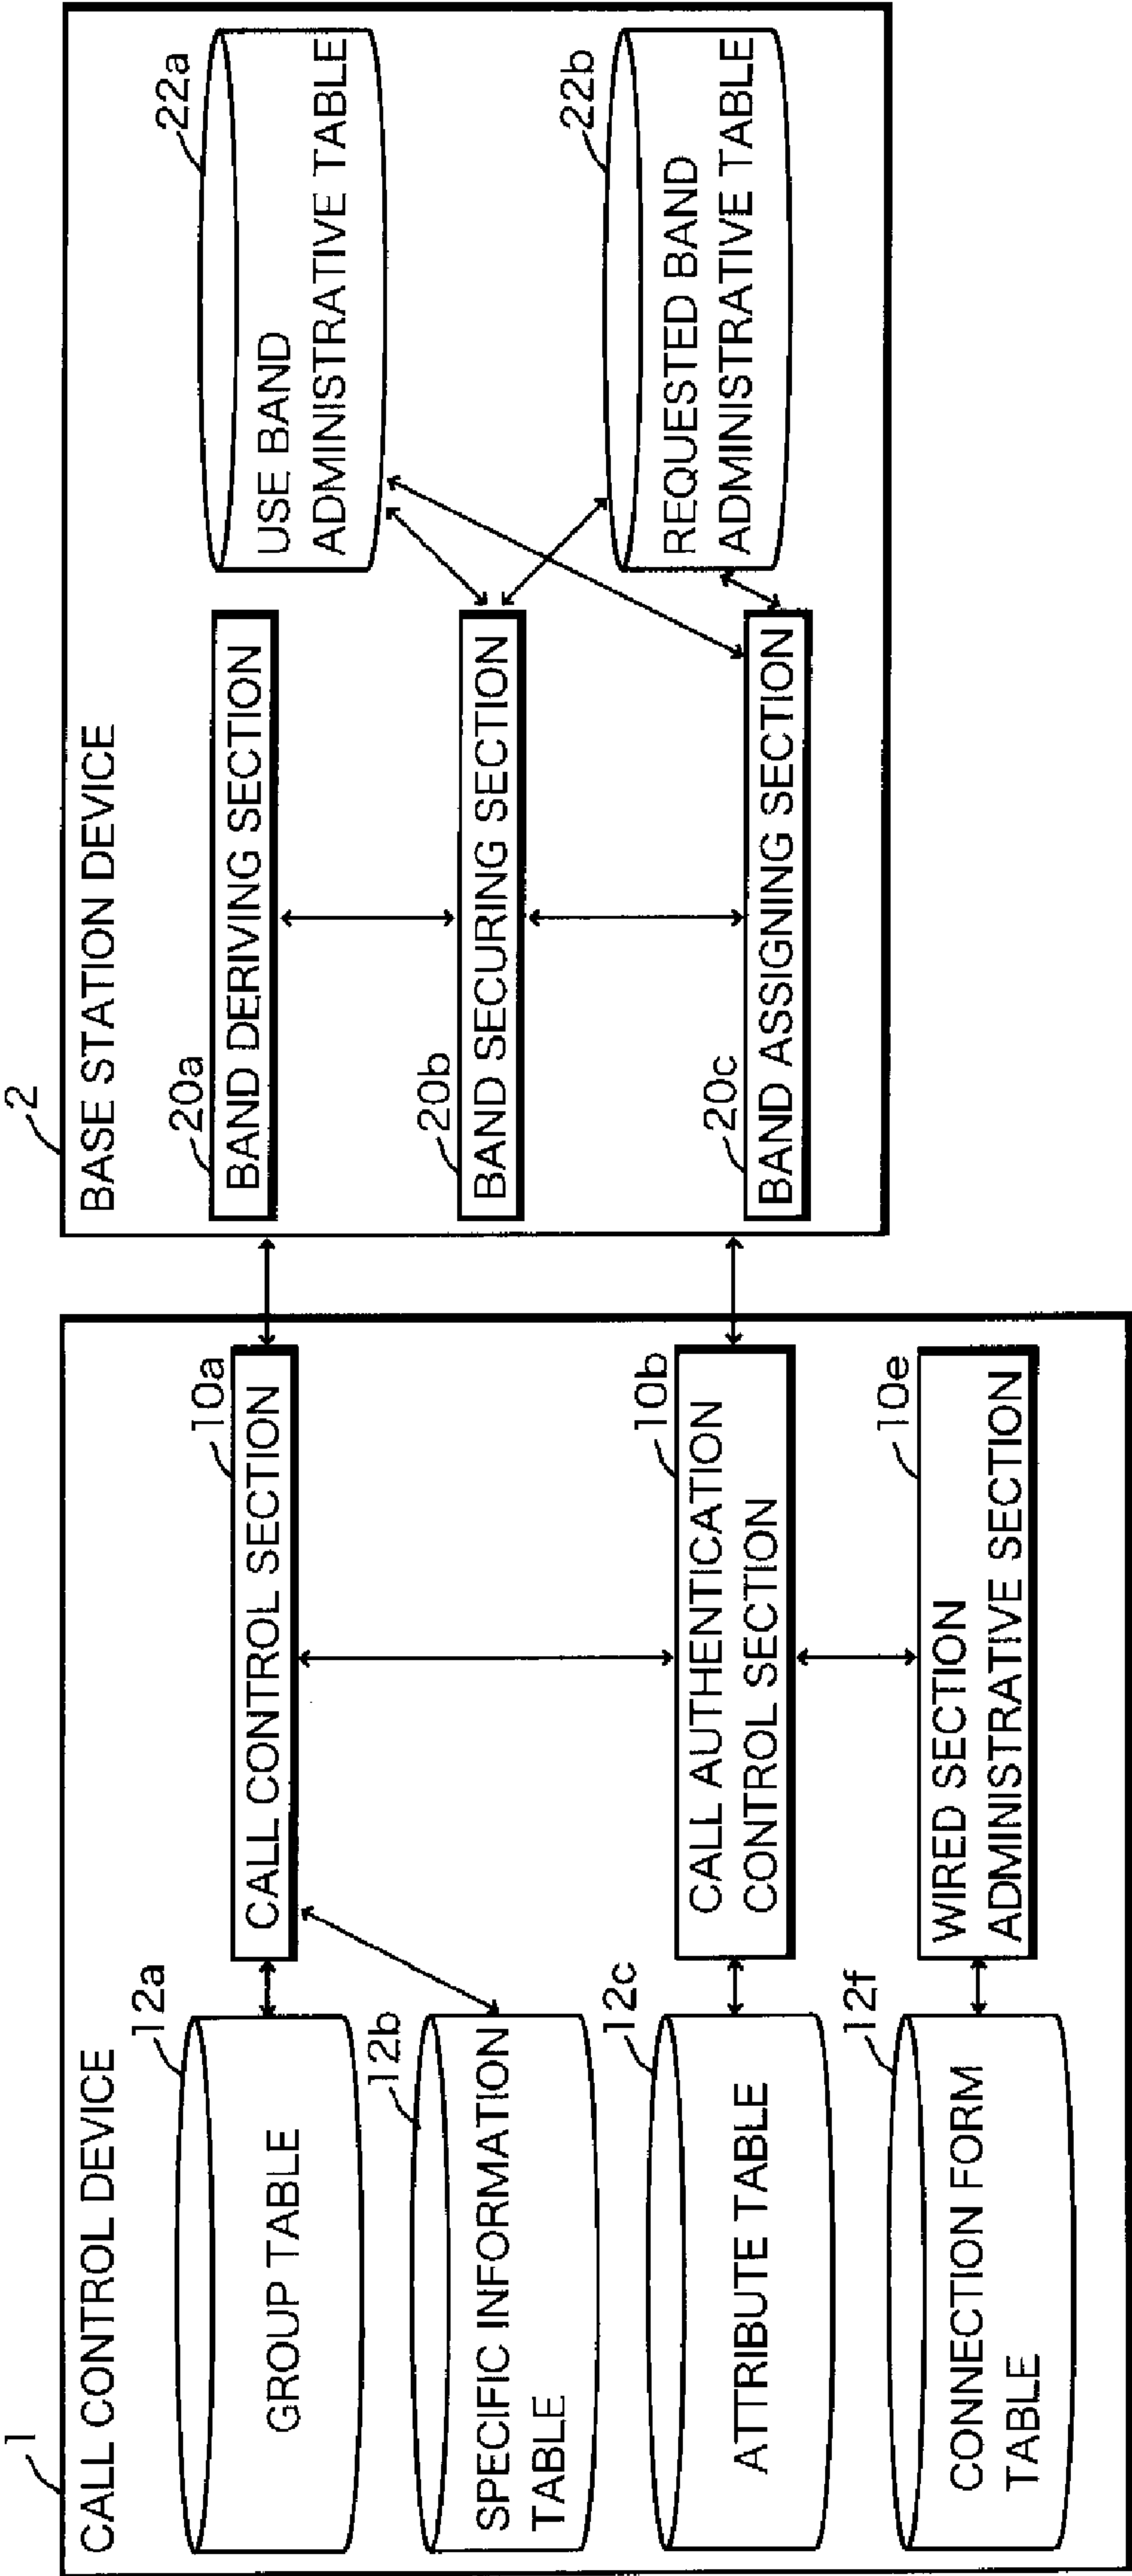 1
CALL CONTROL DEVICE
12a
GROUP TABLE
12b
SPECIFIC INFORMATION
TABLE
12c
ATTRIBUTE TABLE
12f
CONNECTION FORM
TABLE
10a
CALL CONTROL SECTION
10b
CALL AUTHENTICATION
CONTROL SECTION
10e
WIRED SECTION
ADMINISTRATIVE SECTION
2
BASE STATION DEVICE
20a
BAND DERIVING SECTION
20b
BAND SECURING SECTION
20c
BAND ASSIGNING SECTION
22a
USE BAND
ADMINISTRATIVE TABLE
22b
REQUESTED BAND
ADMINISTRATIVE TABLE